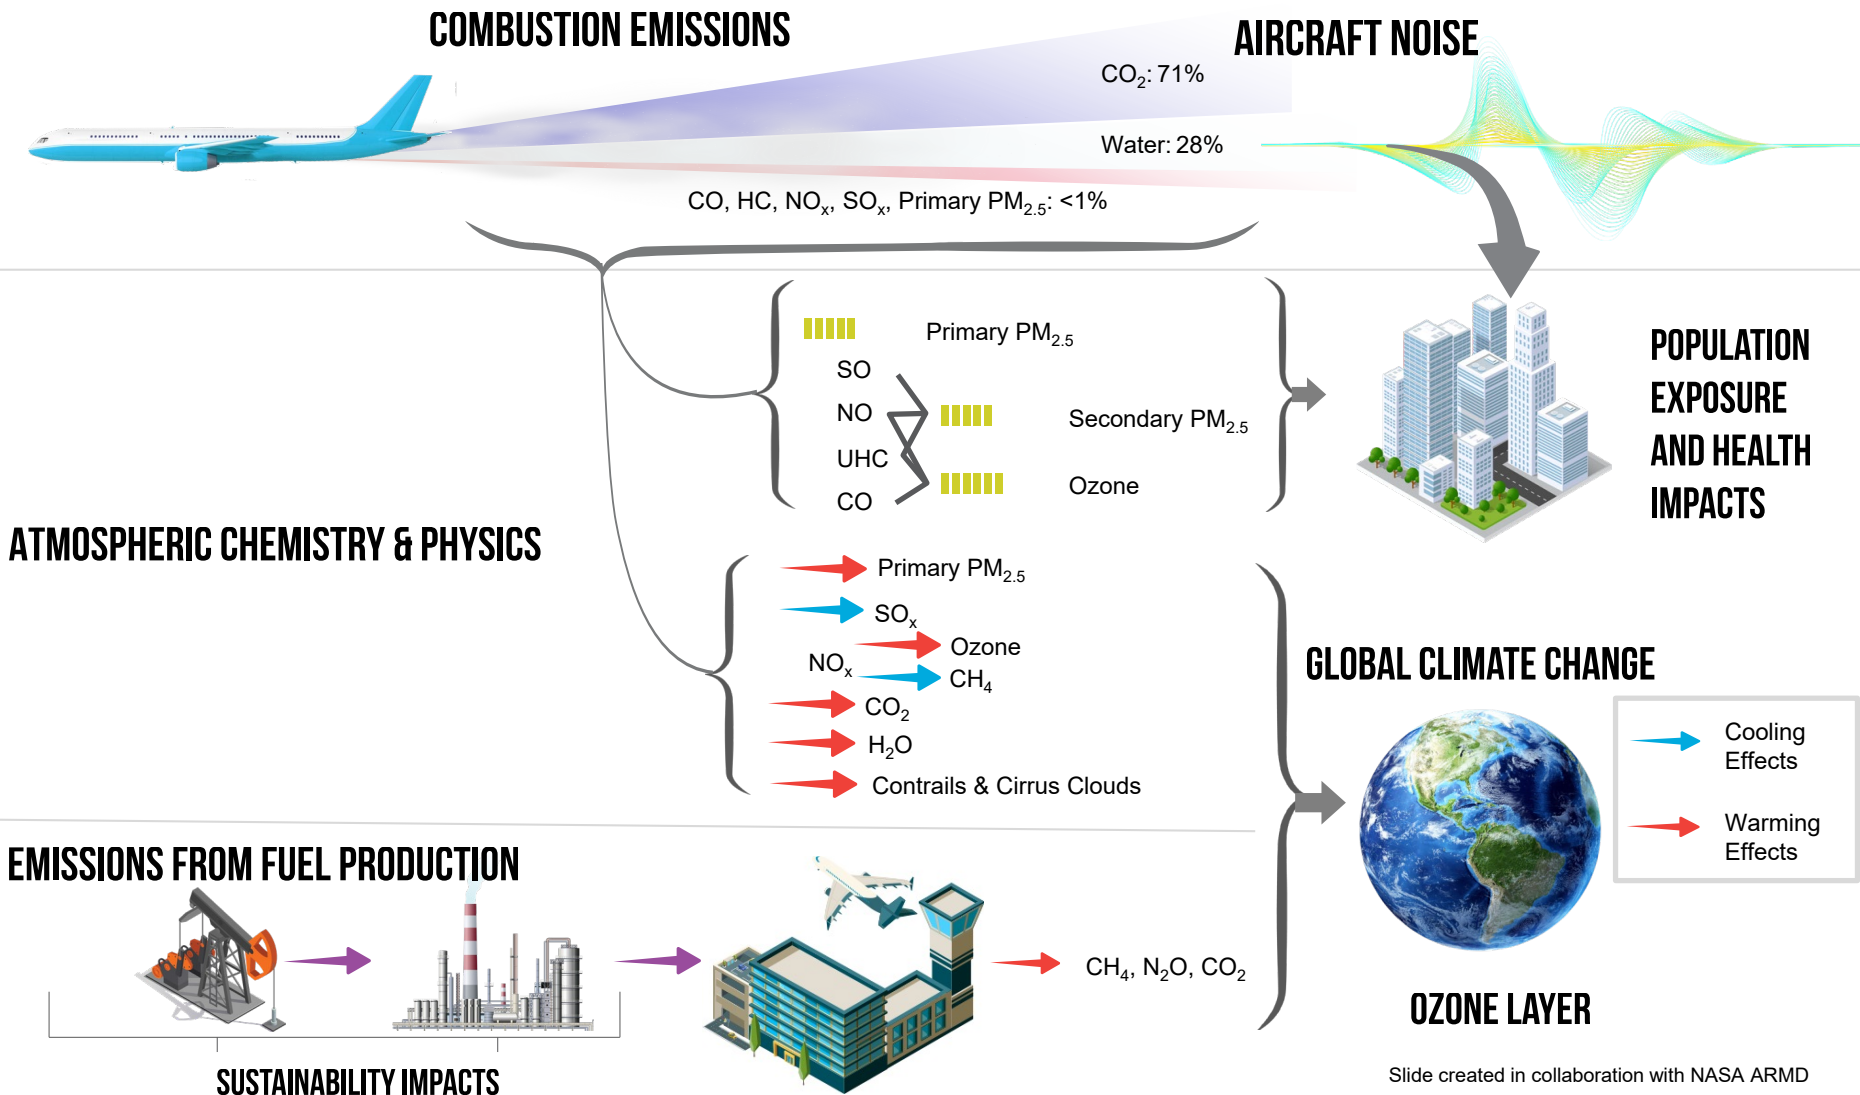 COMBUSTION EMISSIONS
AIRCRAFT NOISE
CO₂: 71%
Water: 28%
CO, HC, NOₓ, SOₓ, Primary PM₂.₅: <1%
Primary PM₂.₅
SO
NO
UHC
CO
Secondary PM₂.₅
Ozone
POPULATION
EXPOSURE
AND HEALTH
IMPACTS
ATMOSPHERIC CHEMISTRY & PHYSICS
Primary PM₂.₅
SOₓ
NOₓ
Ozone
CH₄
CO₂
H₂O
Contrails & Cirrus Clouds
GLOBAL CLIMATE CHANGE
Cooling
Effects
Warming
Effects
EMISSIONS FROM FUEL PRODUCTION
CH₄, N₂O, CO₂
OZONE LAYER
SUSTAINABILITY IMPACTS
Slide created in collaboration with NASA ARMD